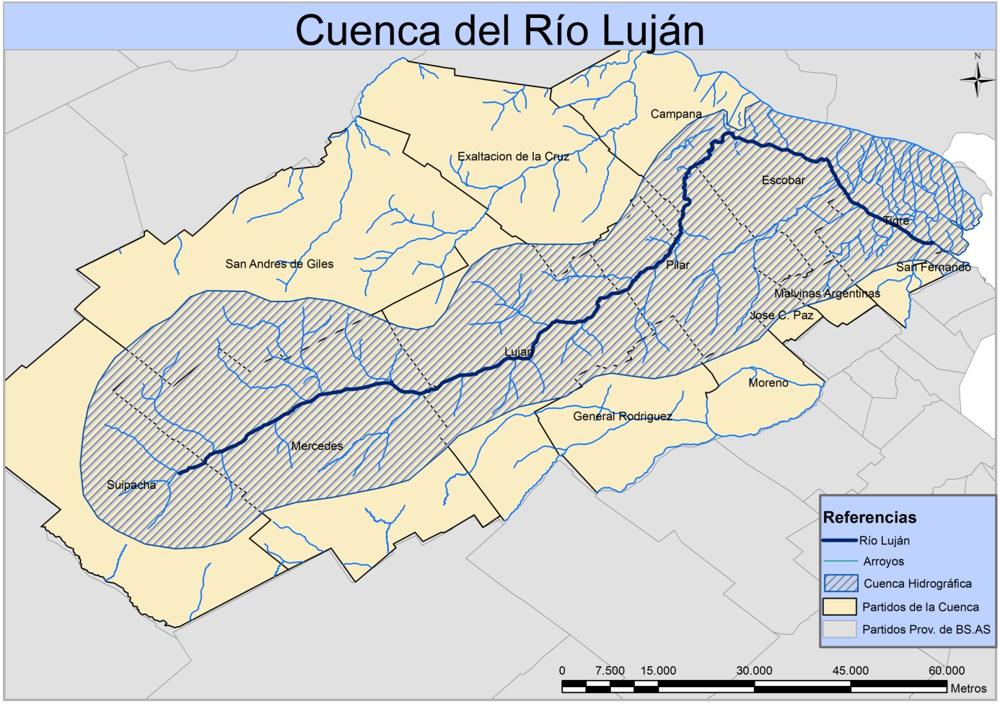 Cuenca del Río Luján
N
Campana
Exaltacion de la Cruz
Escobar
Tigre
San Andres de Giles
Pilar
San Fernando
Malvinas Argentinas
Jose C. Paz
Lujan
Moreno
General Rodriguez
Mercedes
Suipacha
Referencias
Río Luján
Arroyos
Cuenca Hidrográfica
Partidos de la Cuenca
Partidos Prov. de BS.AS
0 7.500 15.000 30.000 45.000 60.000
Metros